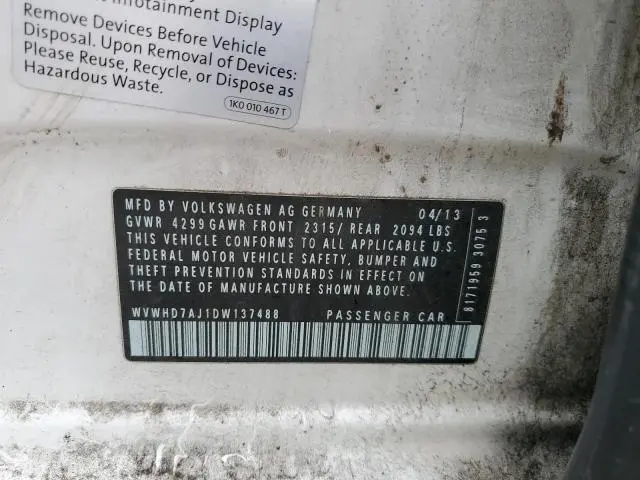 Infotainment Display
Remove Devices Before Vehicle
Disposal. Upon Removal of Devices:
Please Reuse, Recycle, or Dispose as
Hazardous Waste.
1K0 010 467 T
MFD BY VOLKSWAGEN AG GERMANY 04/13
GVWR 4299 GAWR FRONT 2315/ REAR 2094 LBS
THIS VEHICLE CONFORMS TO ALL APPLICABLE U.S.
FEDERAL MOTOR VEHICLE SAFETY, BUMPER AND
THEFT PREVENTION STANDARDS IN EFFECT ON
THE DATE OF MANUFACTURE SHOWN ABOVE.
WVWHD7AJ1DW137488 PASSENGER CAR
8171959 3075 3